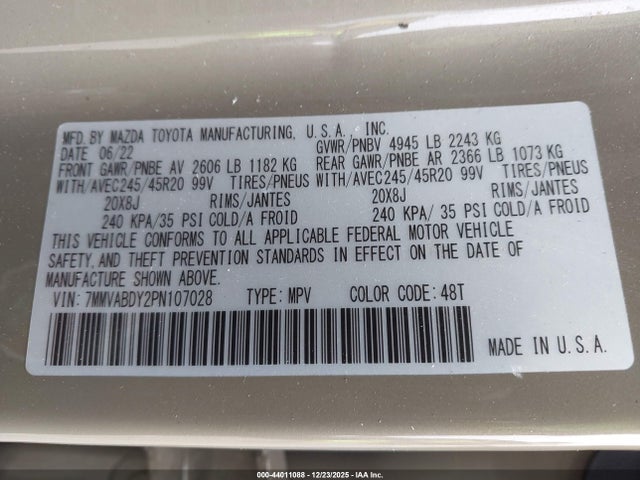 MFD BY MAZDA TOYOTA MANUFACTURING, U.S.A. INC.
DATE 06/22 GVWR/PNBV 4945 LB 2243 KG
FRONT GAWR/PNBE AV 2606 LB 1182 KG REAR GAWR/PNBE AR 2366 LB 1073 KG
WITH/AVEC245/45R20 99V TIRES/PNEUS WITH/AVEC245/45R20 99V TIRES/PNEUS
20X8J RIMS/JANTES 20X8J RIMS/JANTES
240 KPA/35 PSI COLD/A FROID 240 KPA/ 35 PSI COLD/A FROID
THIS VEHICLE CONFORMS TO ALL APPLICABLE FEDERAL MOTOR VEHICLE
SAFETY, AND THEFT PREVENTION STANDARDS IN EFFECT ON THE DATE OF
MANUFACTURE SHOWN ABOVE.
VIN: 7MMVABDY2PN107028 TYPE: MPV COLOR CODE: 48T
MADE IN U.S.A.
000-44011088 - 12/23/2025 - IAA Inc.